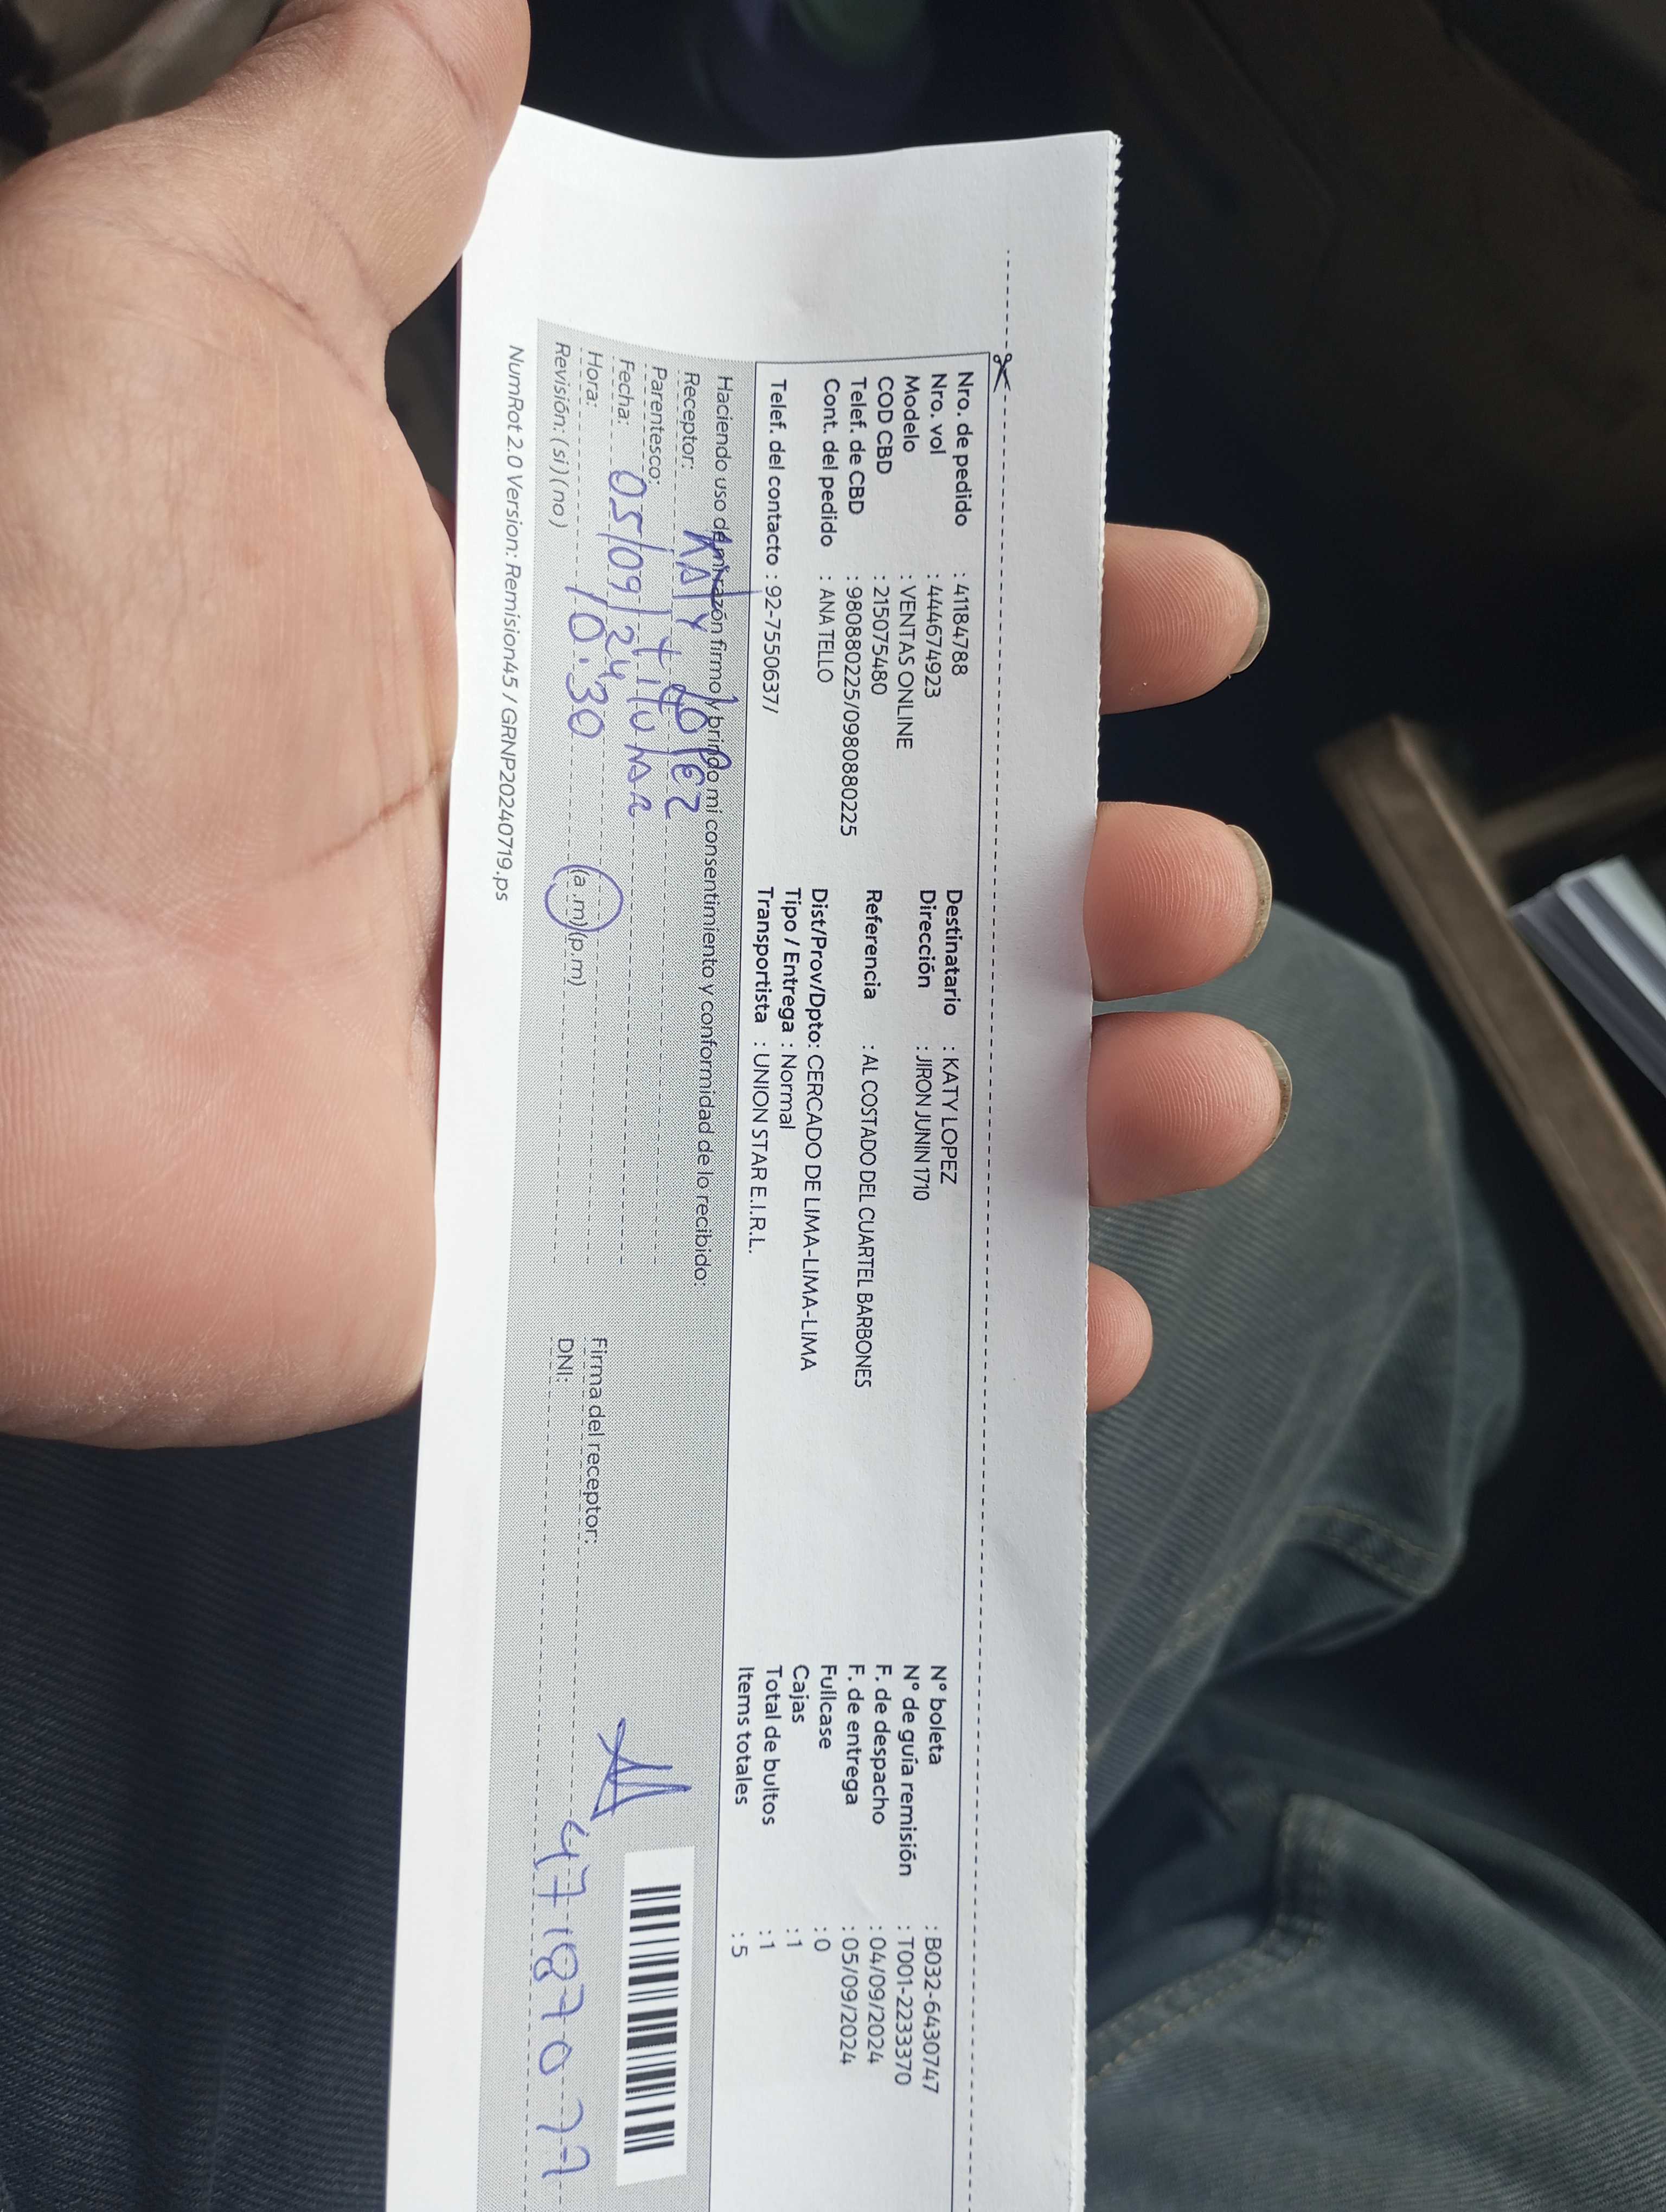 Nro. de pedido : 41184788
Nro. vol : 444674923
Modelo : VENTAS ONLINE
COD CBD : 215075480
Telef. de CBD : 980880225/0980880225
Cont. del pedido : ANA TELLO
Telef. del contacto : 92-7550637/
Destinatario : KATY LOPEZ
Dirección : JIRON JUNIN 1710
Referencia : AL COSTADO DEL CUARTEL BARBONES
Dist/Prov/Dpto: CERCADO DE LIMA-LIMA-LIMA
Tipo / Entrega : Normal
Transportista : UNION STAR E.I.R.L.
N° boleta : B032-6430747
N° de guía remisión : T001-2233370
F. de despacho : 04/09/2024
F. de entrega : 05/09/2024
Fullcase : 0
Cajas : 1
Total de bultos : 1
Items totales : 5
Haciendo uso de mi razón firmo y brindo mi consentimiento y conformidad de lo recibido:
Receptor: LOPEZ
Parentesco:
Fecha: 05/09/24
Hora: 10:30 (a .m) (p.m)
Revisión: (si) (no)
Firma del receptor:
DNI:
NumRot 2.0 Version: Remision45 / GRNP20240719.ps